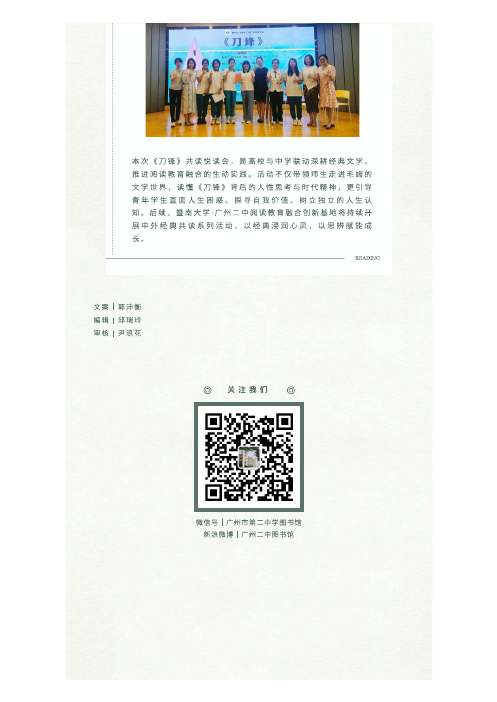 《刀锋》
本次《刀锋》共读悦读会，是高校与中学联动深耕经典文学、
推进阅读教育融合的生动实践。活动不仅带领师生走进毛姆的
文学世界，读懂《刀锋》背后的人性思考与时代精神，更引导
青年学生直面人生困惑、探寻自我价值、树立独立的人生认
知。后续，暨南大学·广州二中阅读教育融合创新基地将持续开
展中外经典共读系列活动，以经典浸润心灵，以思辨赋能成
长。
READING
文案 | 郭沛衡
编辑 | 邱瑞玲
审核 | 尹浪花
◎ 关注我们 ◎
微信号 | 广州市第二中学图书馆
新浪微博 | 广州二中图书馆